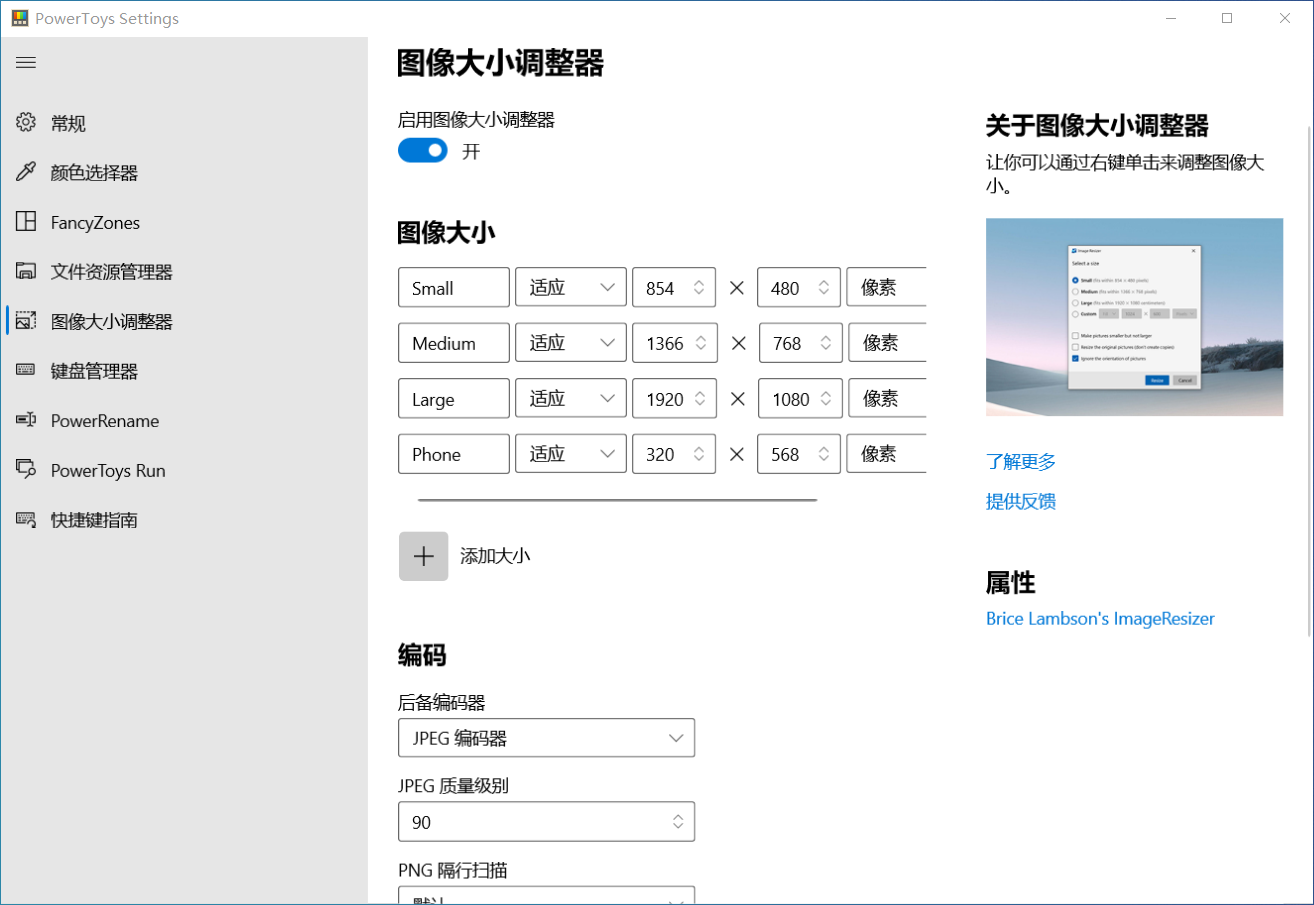 PowerToys Settings
常规
颜色选择器
FancyZones
文件资源管理器
图像大小调整器
键盘管理器
PowerRename
PowerToys Run
快捷键指南
图像大小调整器
启用图像大小调整器
开
图像大小
Small 适应 854 × 480 像素
Medium 适应 1366 × 768 像素
Large 适应 1920 × 1080 像素
Phone 适应 320 × 568 像素
添加大小
编码
后备编码器
JPEG 编码器
JPEG 质量级别
90
PNG 隔行扫描
默认
关于图像大小调整器
让你可以通过右键单击来调整图像大
小。
Image Resizer
Select a size
Small (fits within 854 × 480 pixels)
Medium (fits within 1366 × 768 pixels)
Large (fits within 1920 × 1080 centimeters)
Custom
Make pictures smaller but not larger
Resize the original pictures (don't create copies)
Ignore the orientation of pictures
Resize Cancel
了解更多
提供反馈
属性
Brice Lambson's ImageResizer